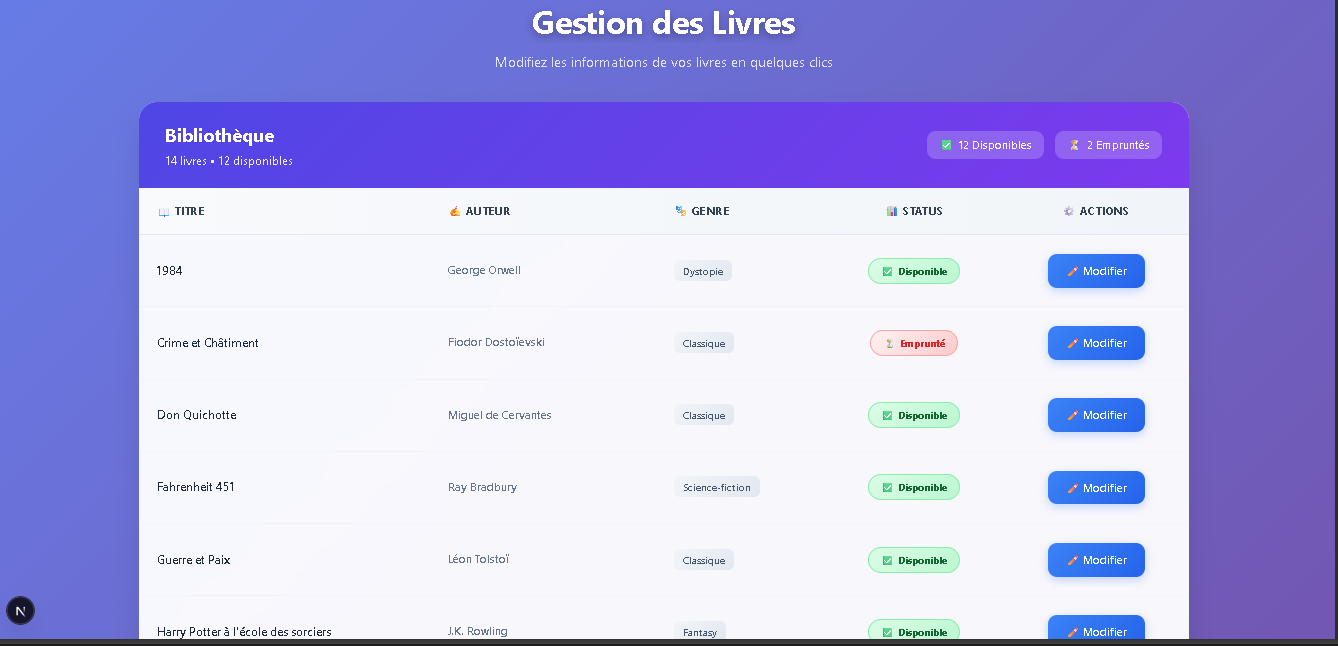 Gestion des Livres
Modifiez les informations de vos livres en quelques clics
Bibliothèque
14 livres • 12 disponibles
✅ 12 Disponibles
⏳ 2 Empruntés
📖 TITRE ✍️ AUTEUR 🎭 GENRE 📊 STATUS ⚙️ ACTIONS
1984 George Orwell Dystopie ✅ Disponible Modifier
Crime et Châtiment Fiodor Dostoïevski Classique ⏳ Emprunté Modifier
Don Quichotte Miguel de Cervantes Classique ✅ Disponible Modifier
Fahrenheit 451 Ray Bradbury Science-fiction ✅ Disponible Modifier
Guerre et Paix Léon Tolstoï Classique ✅ Disponible Modifier
Harry Potter à l'école des sorciers J.K. Rowling Fantasy ✅ Disponible Modifier
N